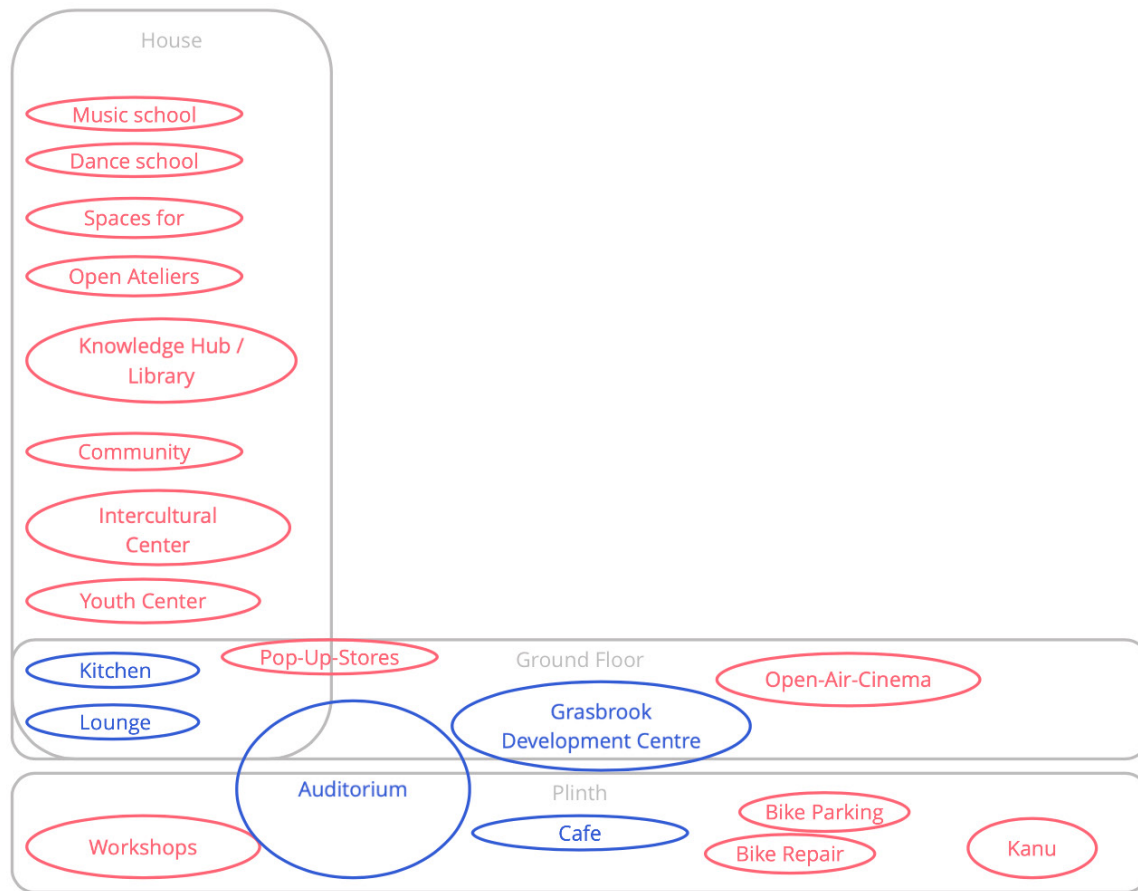 House
Music school
Dance school
Spaces for
Open Ateliers
Knowledge Hub /
Library
Community
Intercultural
Center
Youth Center
Kitchen
Pop-Up-Stores
Ground Floor
Open-Air-Cinema
Lounge
Grasbrook
Development Centre
Auditorium
Plinth
Workshops
Cafe
Bike Parking
Bike Repair
Kanu